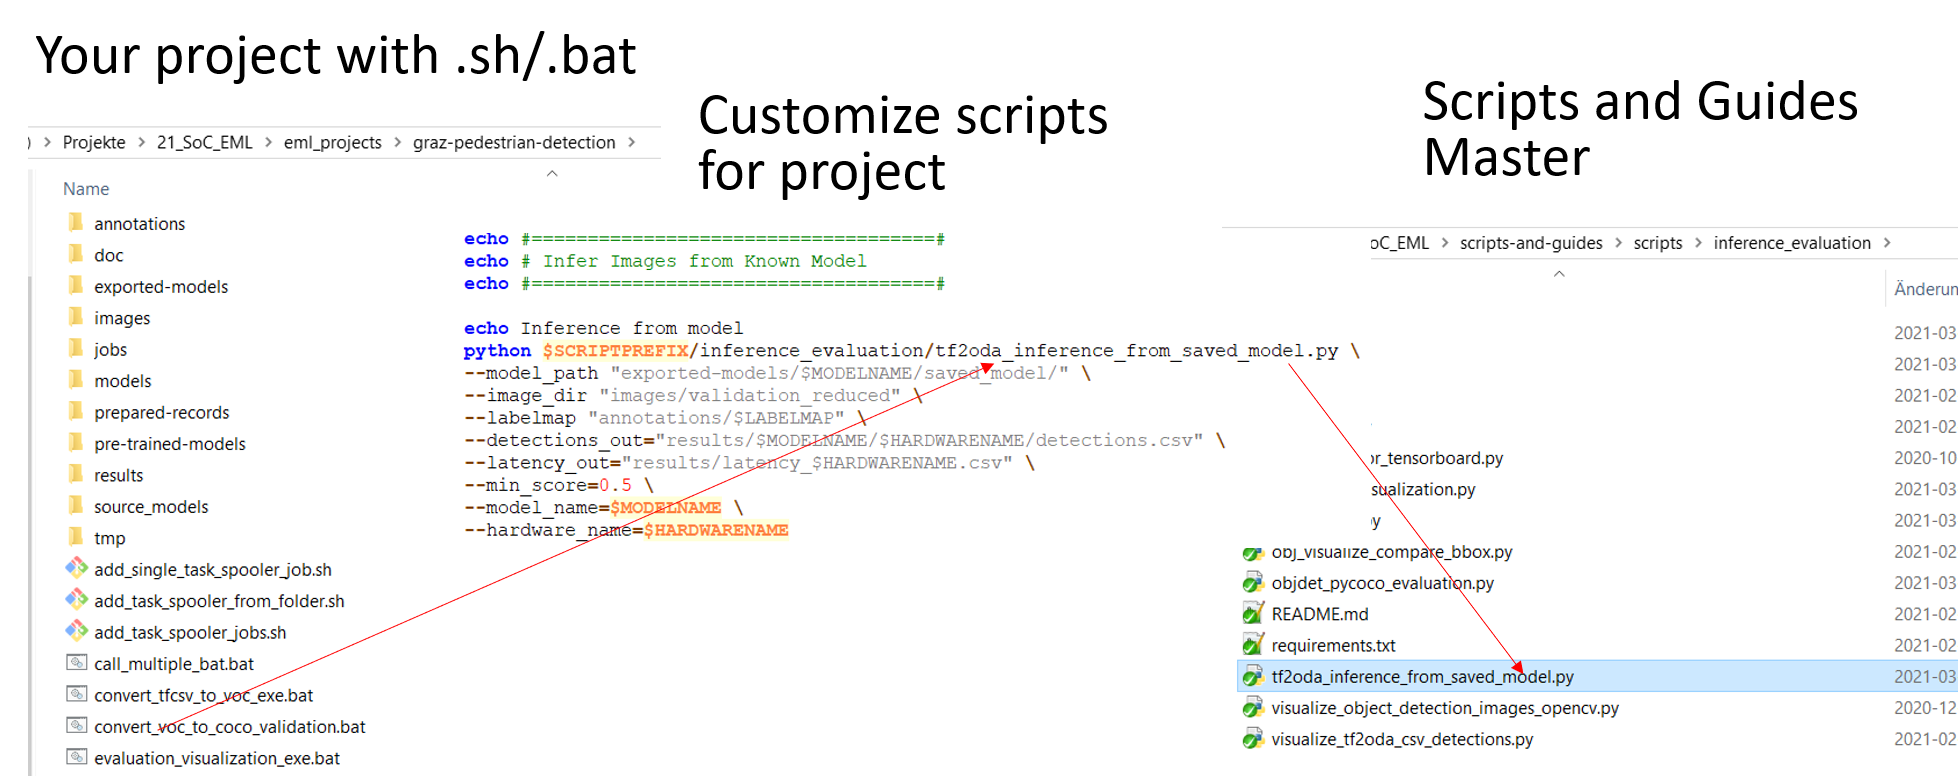 Your project with .sh/.bat
) > Projekte > 21_SoC_EML > eml_projects > graz-pedestrian-detection >
Name
annotations
doc
exported-models
images
jobs
models
prepared-records
pre-trained-models
results
source_models
tmp
add_single_task_spooler_job.sh
add_task_spooler_from_folder.sh
add_task_spooler_jobs.sh
call_multiple_bat.bat
convert_tfcsv_to_voc_exe.bat
convert_voc_to_coco_validation.bat
evaluation_visualization_exe.bat
Customize scripts
for project
echo #====================================#
echo # Infer Images from Known Model
echo #====================================#
echo Inference from model
python $SCRIPTPREFIX/inference_evaluation/tf2oda_inference_from_saved_model.py \
--model_path "exported-models/$MODELNAME/saved_model/" \
--image_dir "images/validation_reduced" \
--labelmap "annotations/$LABELMAP" \
--detections_out="results/$MODELNAME/$HARDWARENAME/detections.csv" \
--latency_out="results/latency_$HARDWARENAME.csv" \
--min_score=0.5 \
--model_name=$MODELNAME \
--hardware_name=$HARDWARENAME
Scripts and Guides
Master
oC_EML > scripts-and-guides > scripts > inference_evaluation >
Änderun
2021-03
2021-03
2021-02
2021-02
or_tensorboard.py 2020-10
sualization.py 2021-03
py 2021-03
obj_visualize_compare_bbox.py 2021-02
objdet_pycoco_evaluation.py 2021-03
README.md 2021-02
requirements.txt 2021-02
tf2oda_inference_from_saved_model.py 2021-03
visualize_object_detection_images_opencv.py 2020-12
visualize_tf2oda_csv_detections.py 2021-02